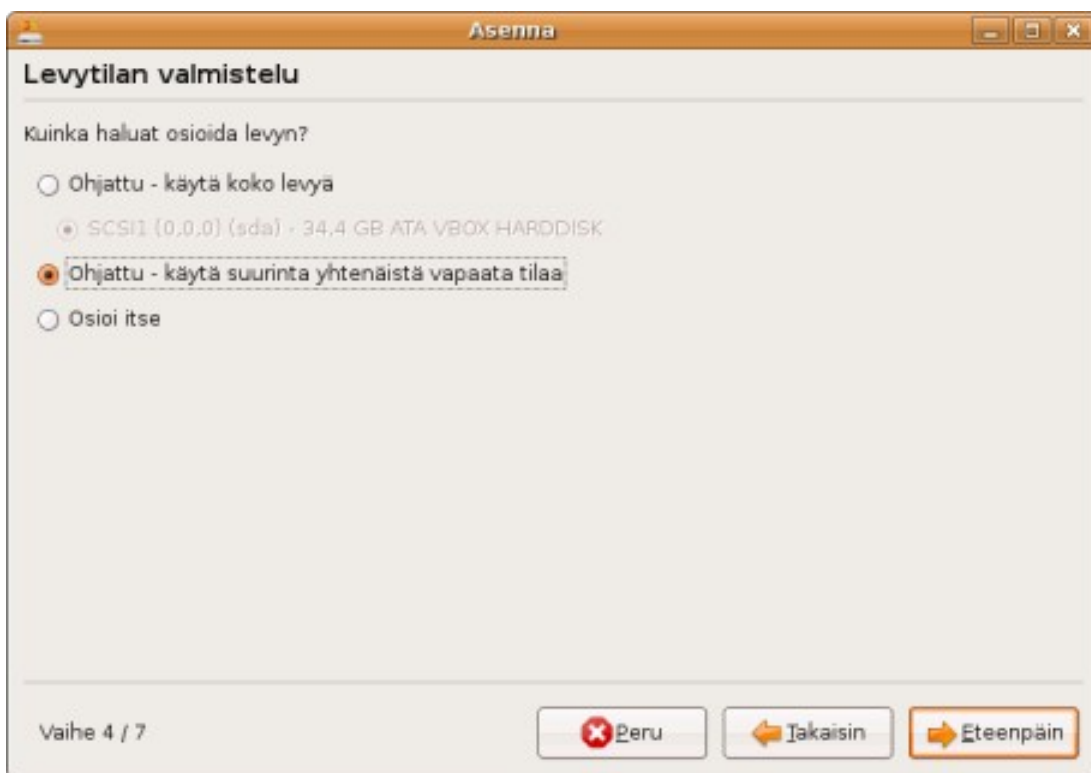 Asenna
Levytilan valmistelu
Kuinka haluat osioida levyn?
Ohjattu - käytä koko levyä
SCSI1 (0,0,0) (sda) - 34.4 GB ATA VBOX HARDDISK
Ohjattu - käytä suurinta yhtenäistä vapaata tilaa
Osioi itse
Vaihe 4 / 7
Peru
Takaisin
Eteenpäin